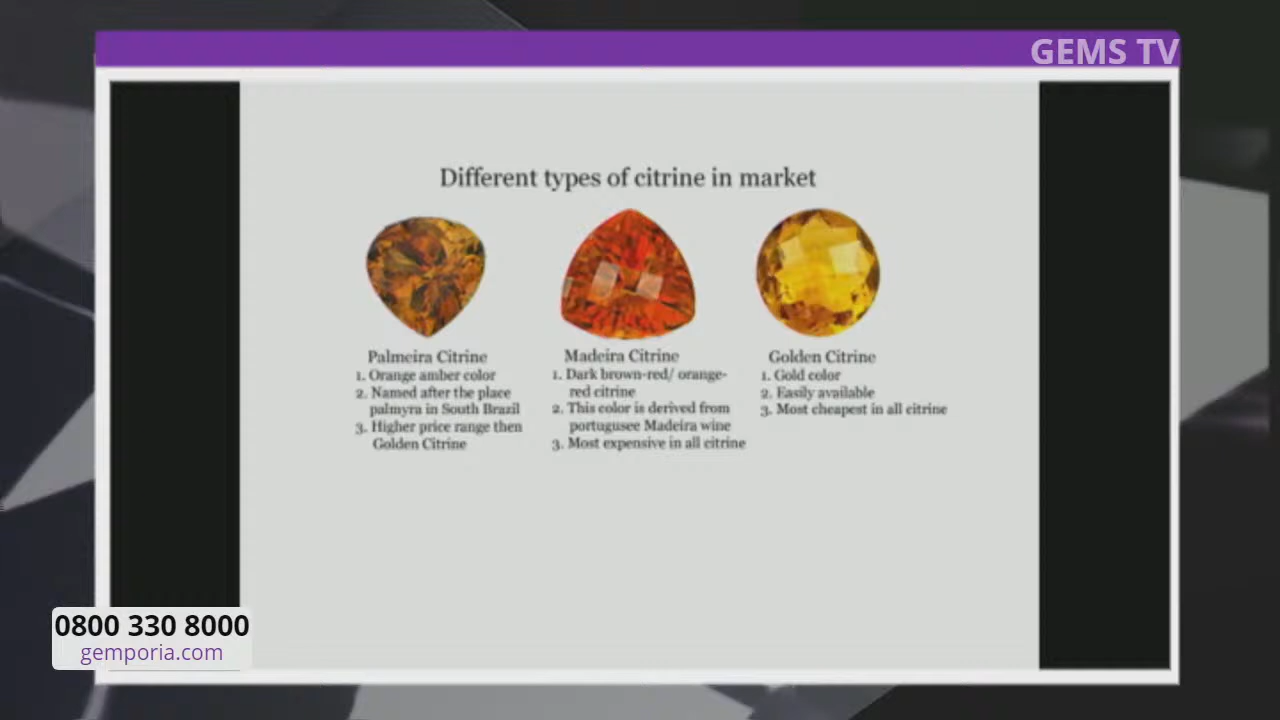 GEMS TV
Different types of citrine in market
Palmeira Citrine
1. Orange amber color
2. Named after the place
palmyra in South Brazil
3. Higher price range then
Golden Citrine
Madeira Citrine
1. Dark brown-red/ orange-
red citrine
2. This color is derived from
portugusee Madeira wine
3. Most expensive in all citrine
Golden Citrine
1. Gold color
2. Easily available
3. Most cheapest in all citrine
0800 330 8000
gemporia.com